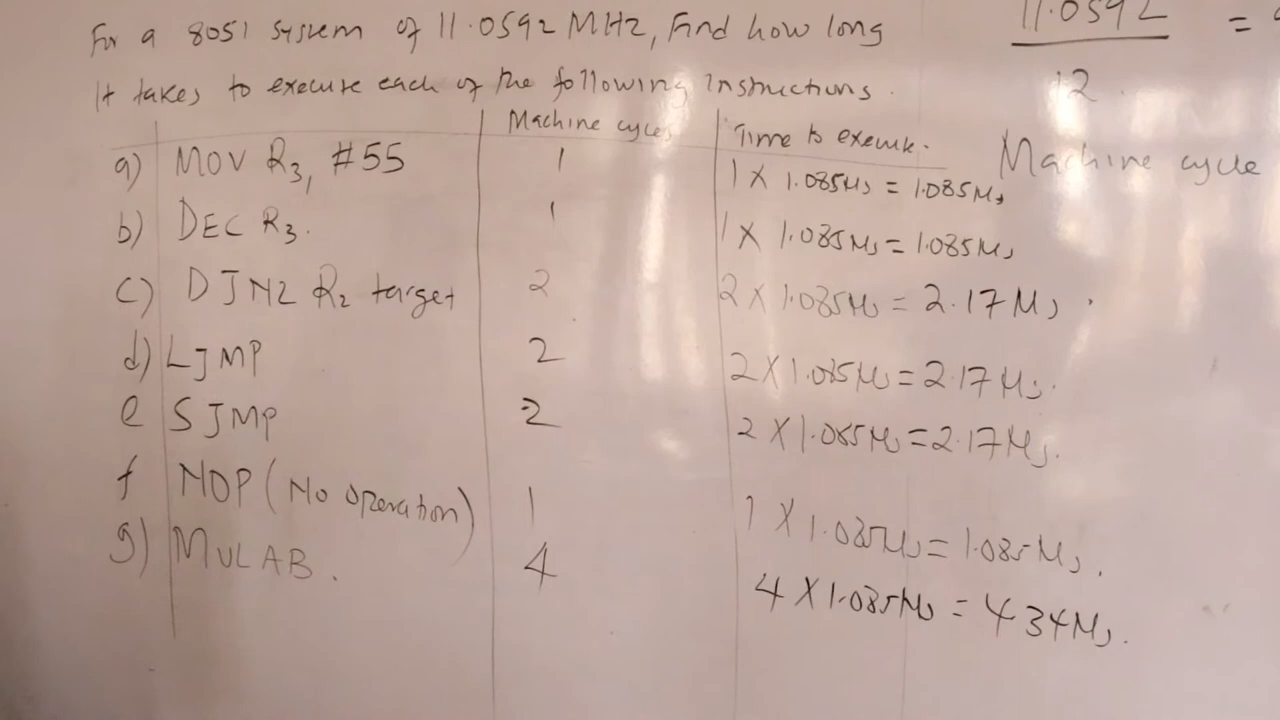 For a 8051 system of 11.0592 MHz, Find how long
It takes to execute each of the following Instructions.
11.0592 =
12
Machine cycle
Machine cycles Time to execute.
a) MOV R3, #55 1 1 X 1.085Ms = 1.085Ms
b) DEC R3. 1 1 X 1.085Ms = 1.085Ms
c) DJNZ R2 target 2 2 X 1.085Ms = 2.17Ms.
d) LJMP 2 2 X 1.085Ms = 2.17Ms.
e SJMP 2 2 X 1.085Ms = 2.17Ms.
f NOP (No operation) 1 1 X 1.085Ms = 1.085Ms.
g) MUL AB. 4 4 X 1.085Ms = 4.34Ms.